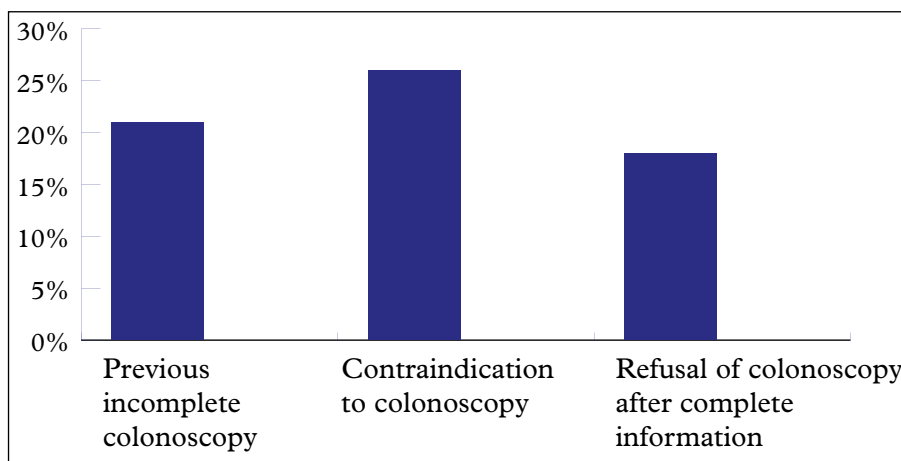 30%
25%
20%
15%
10%
5%
0%
Previous
incomplete
colonoscopy
Contraindication
to colonoscopy
Refusal of colonoscopy
after complete
information